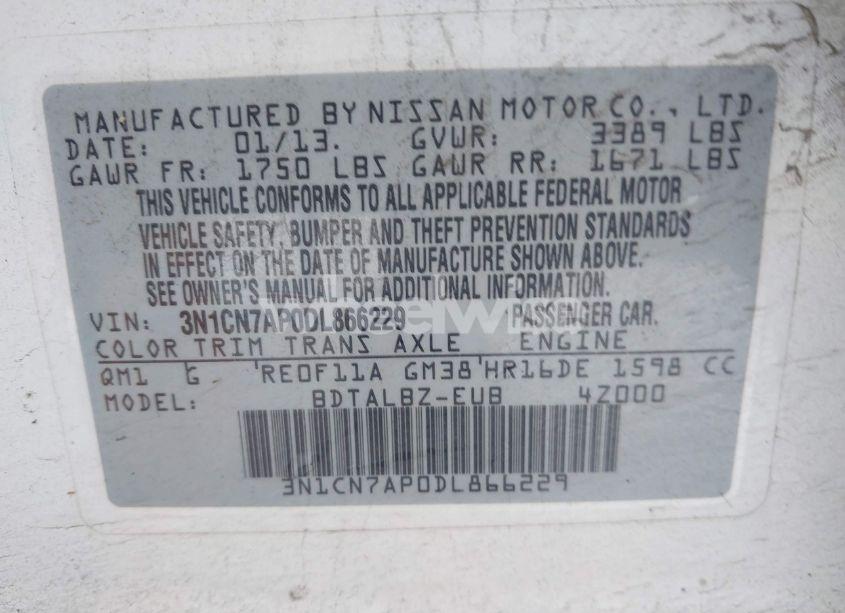 MANUFACTURED BY NISSAN MOTOR CO., LTD.
DATE: 01/13. GVWR: 3389 LBS
GAWR FR: 1750 LBS GAWR RR: 1671 LBS
THIS VEHICLE CONFORMS TO ALL APPLICABLE FEDERAL MOTOR
VEHICLE SAFETY, BUMPER AND THEFT PREVENTION STANDARDS
IN EFFECT ON THE DATE OF MANUFACTURE SHOWN ABOVE.
SEE OWNER'S MANUAL FOR ADDITIONAL INFORMATION.
VIN: 3N1CN7AP0DL866229 PASSENGER CAR.
COLOR TRIM TRANS AXLE ENGINE
QM1 G RE0F11A GM38 HR16DE 1598 CC
MODEL: BDTALBZ-EUB 4Z000
3N1CN7AP0DL866229